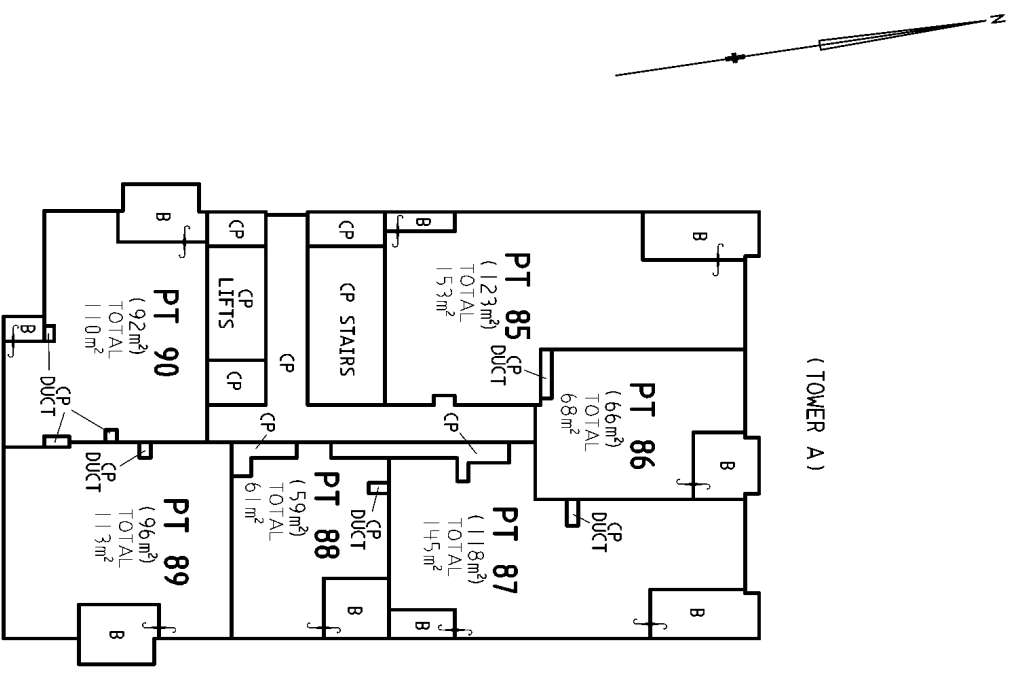 N
(TOWER A)
B
B
B
PT 86
(66m²)
TOTAL
68m²
CP
DUCT
PT 85
(123m²)
TOTAL
153m²
CP
DUCT
PT 87
(118m²)
TOTAL
145m²
B
B
CP
CP
CP STAIRS
CP
DUCT
B
PT 88
(59m²)
TOTAL
61m²
CP
CP
CP
CP
LIFTS
CP
PT 90
(92m²)
TOTAL
110m²
B
PT 89
(96m²)
TOTAL
113m²
CP
DUCT
B
CP
DUCT
B